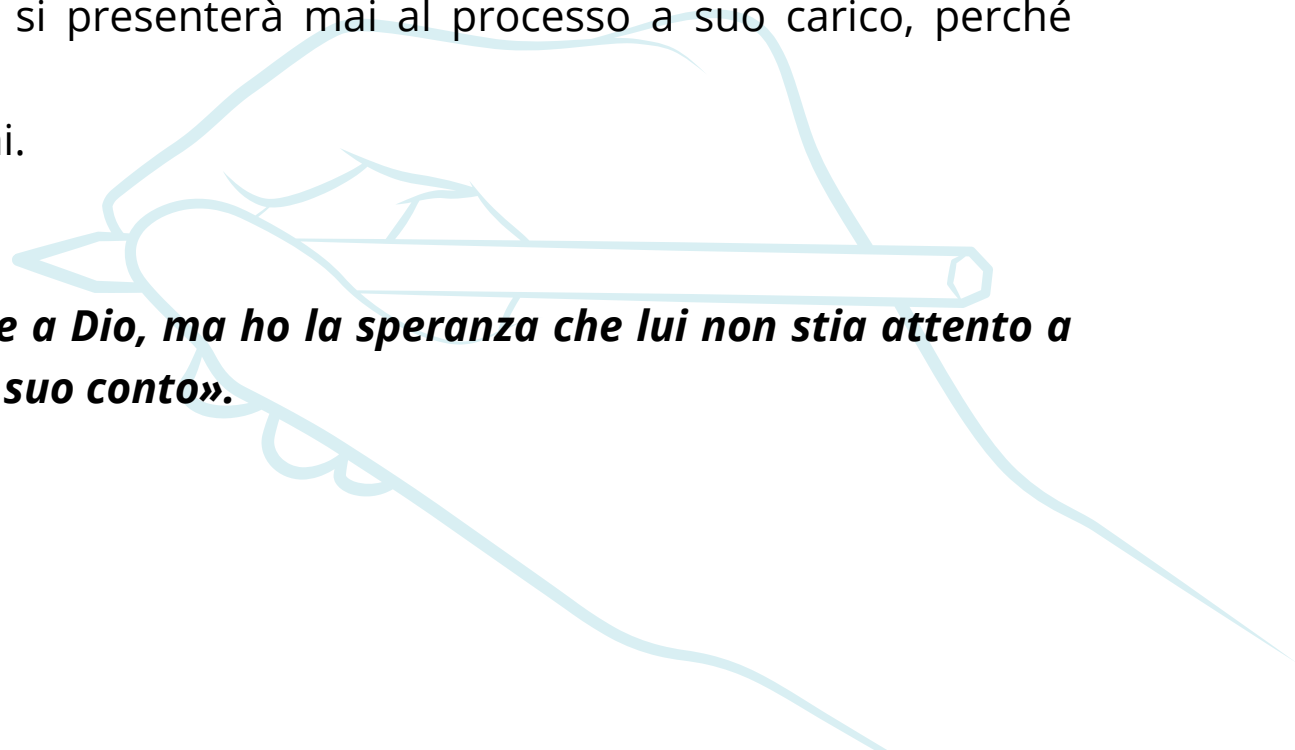 si presenterà mai al processo a suo carico, perché
i.
e a Dio, ma ho la speranza che lui non stia attento a
suo conto».